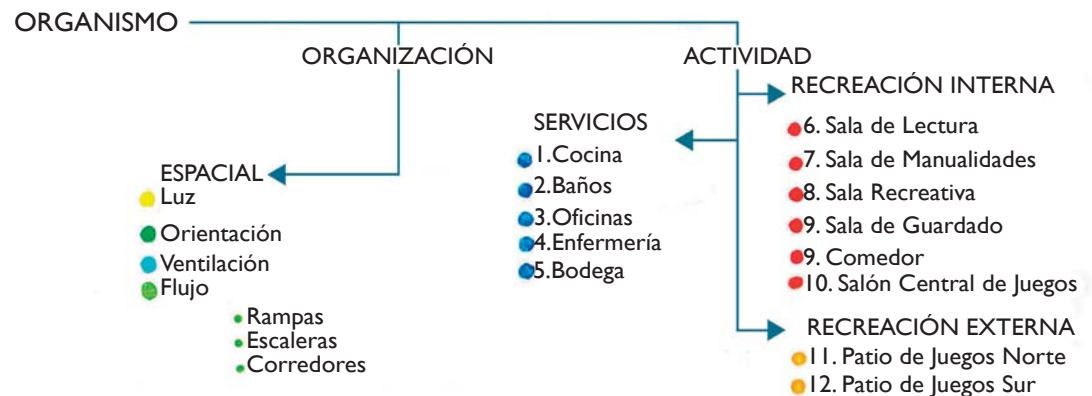 ORGANISMO
ORGANIZACIÓN
ACTIVIDAD
ESPACIAL
Luz
Orientación
Ventilación
Flujo
Rampas
Escaleras
Corredores
SERVICIOS
1.Cocina
2.Baños
3.Oficinas
4.Enfermería
5.Bodega
RECREACIÓN INTERNA
6. Sala de Lectura
7. Sala de Manualidades
8. Sala Recreativa
9. Sala de Guardado
9. Comedor
10. Salón Central de Juegos
RECREACIÓN EXTERNA
11. Patio de Juegos Norte
12. Patio de Juegos Sur